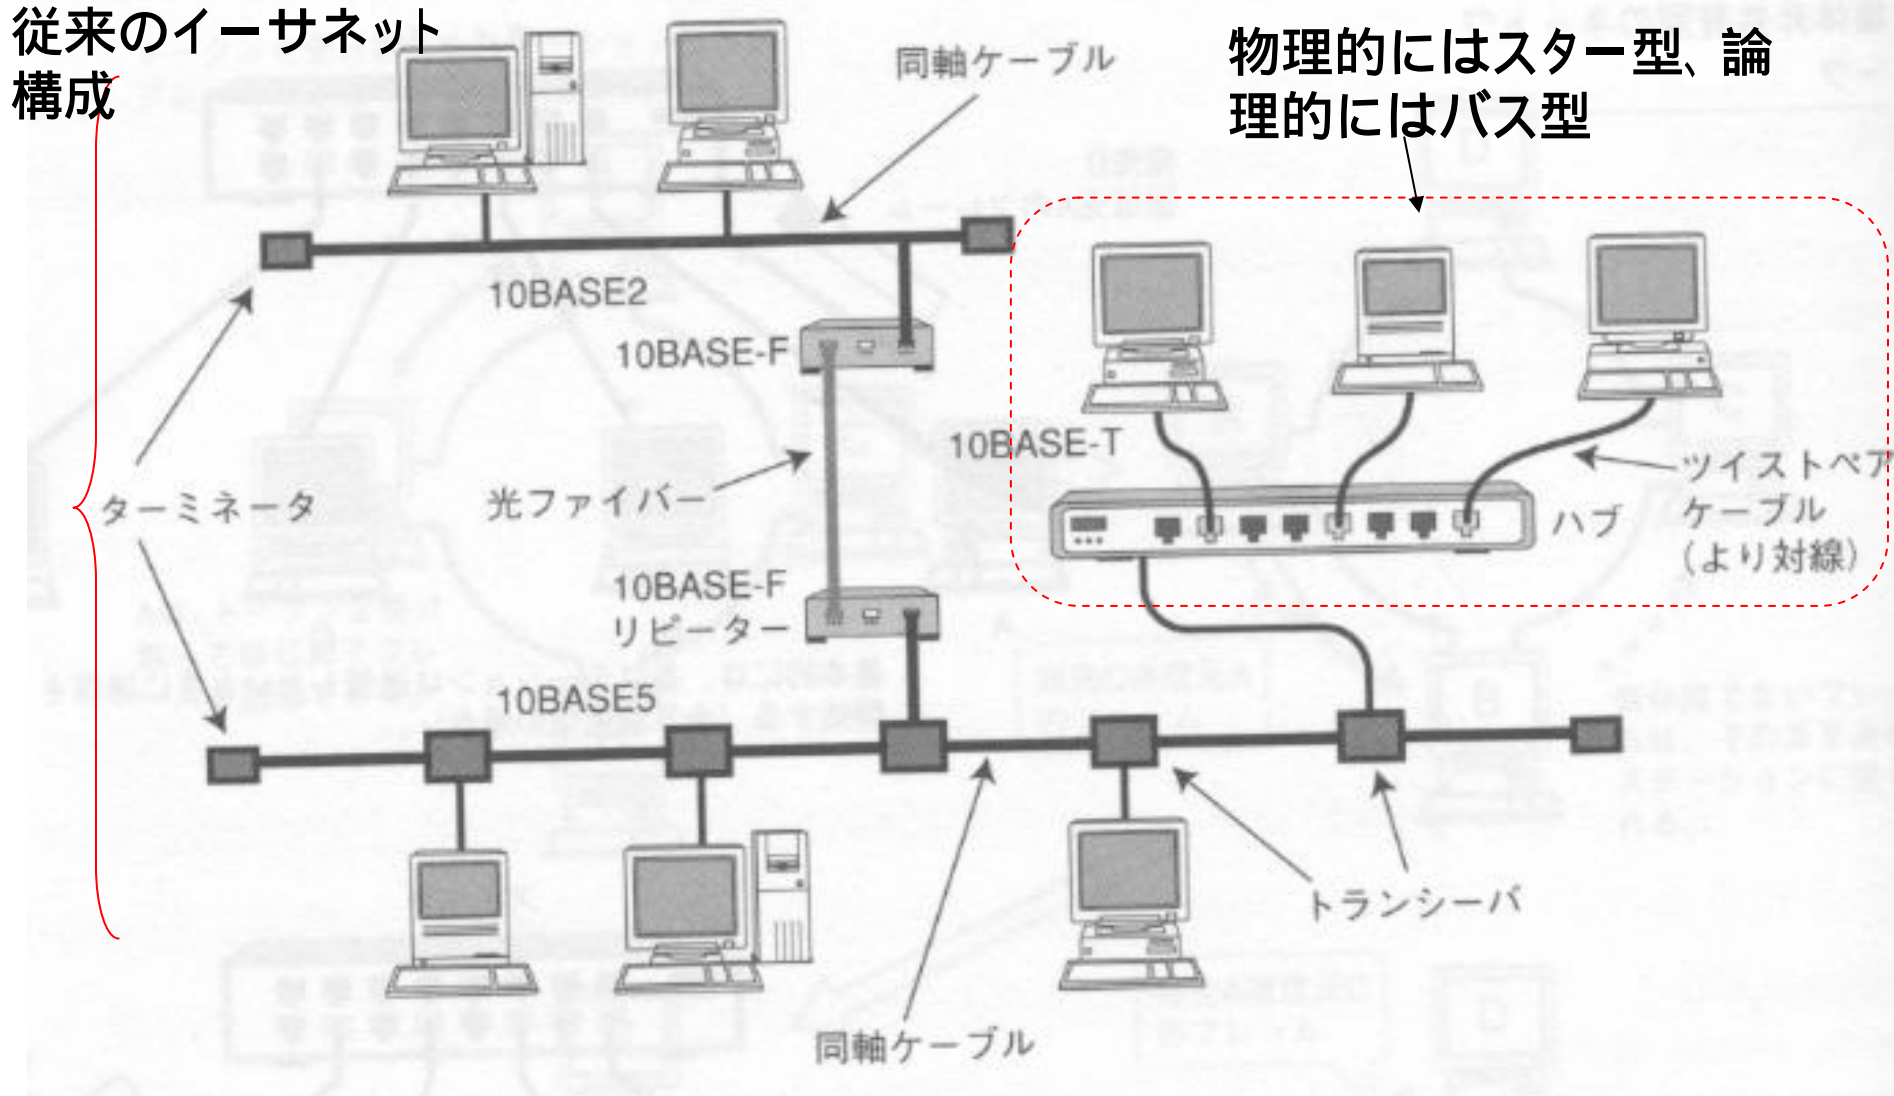 従来のイーサネット
構成
同軸ケーブル
物理的にはスター型、論
理的にはバス型
10BASE2
10BASE-F
10BASE-T
ツイストペア
ケーブル
(より対線)
ハブ
ターミネータ
光ファイバー
10BASE-F
リピーター
10BASE5
トランシーバ
同軸ケーブル